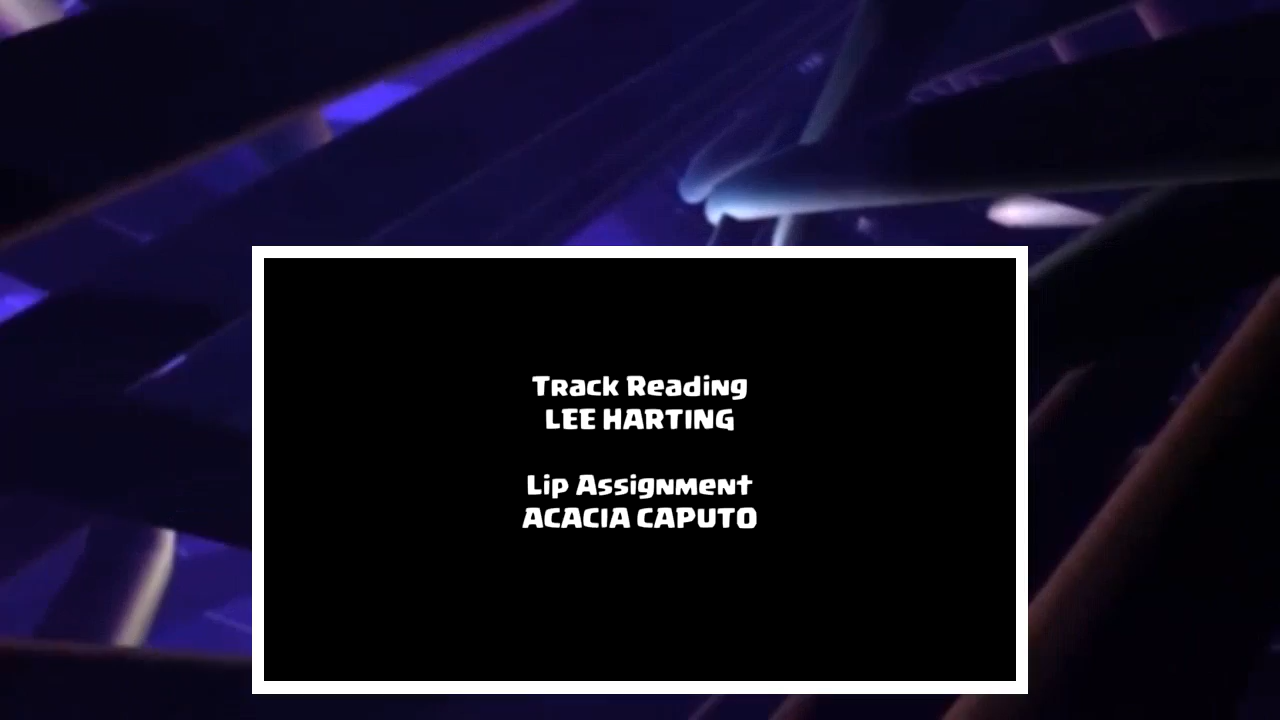 Track Reading
LEE HARTING
Lip Assignment
ACACIA CAPUTO